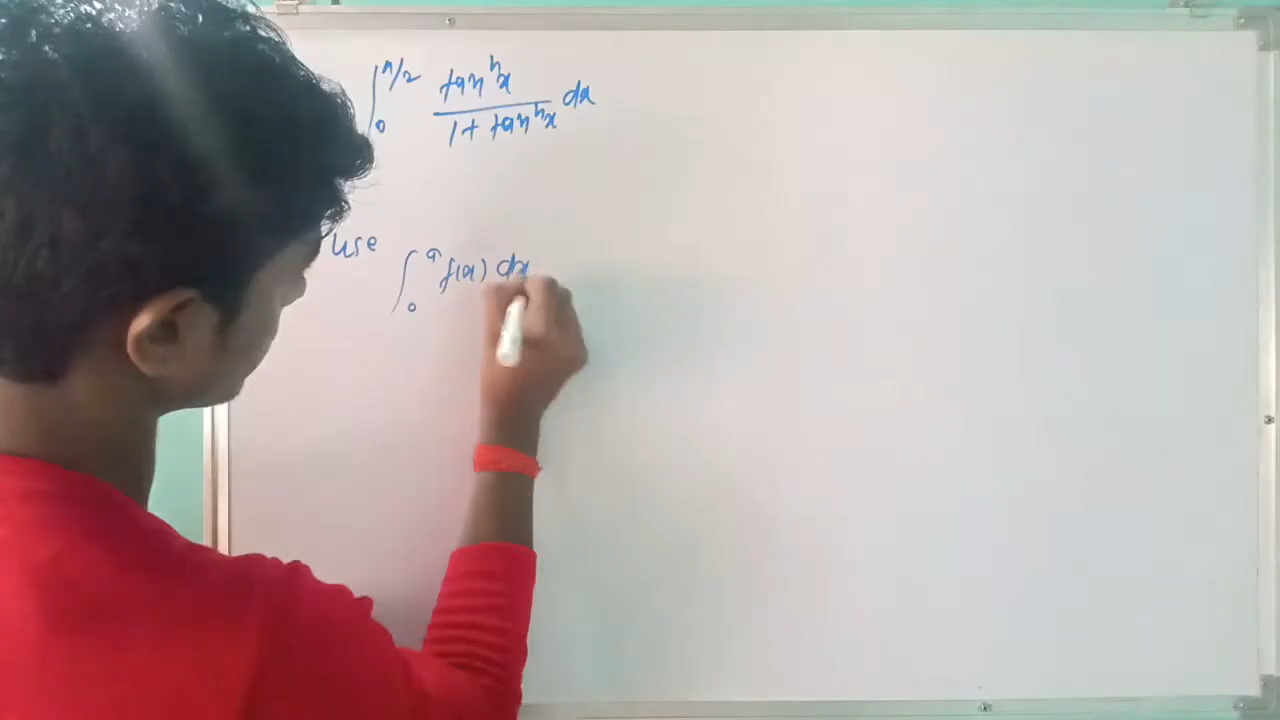 ∫₀^π/2 tanⁿx / 1 + tanⁿx dx
use
∫₀^a f(x) dx